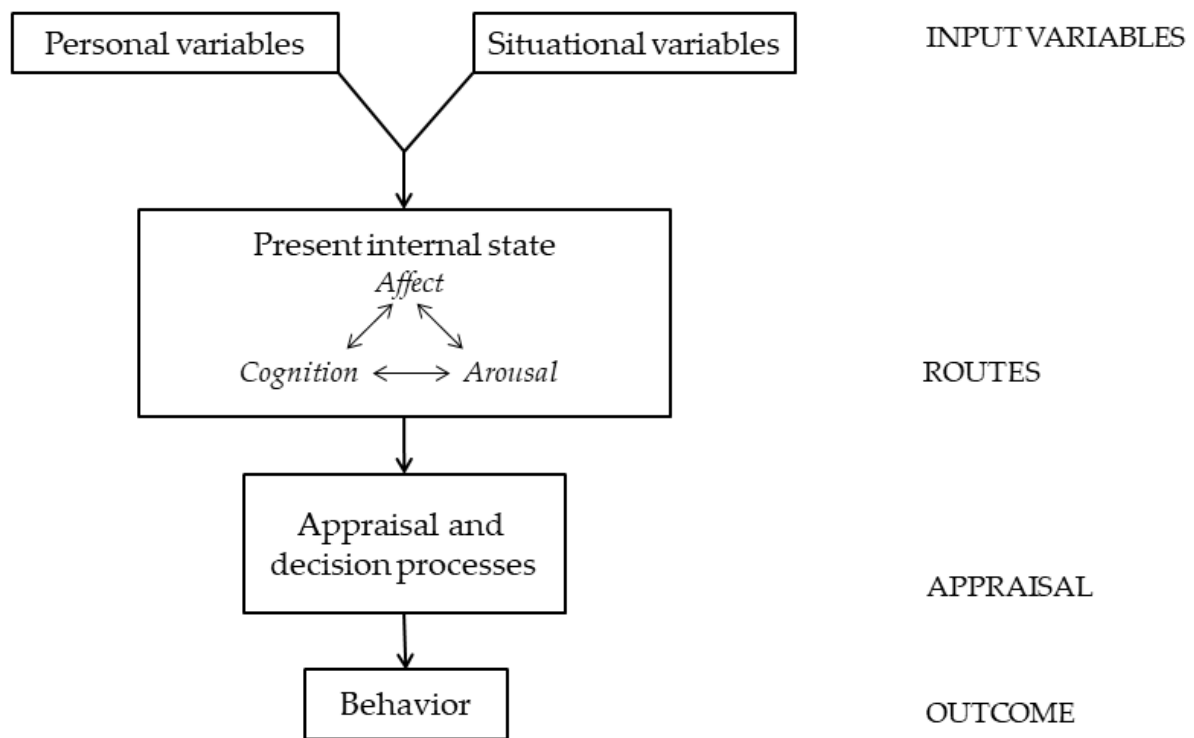 Personal variables
Situational variables
INPUT VARIABLES
Present internal state
Affect
Cognition
Arousal
ROUTES
Appraisal and
decision processes
APPRAISAL
Behavior
OUTCOME